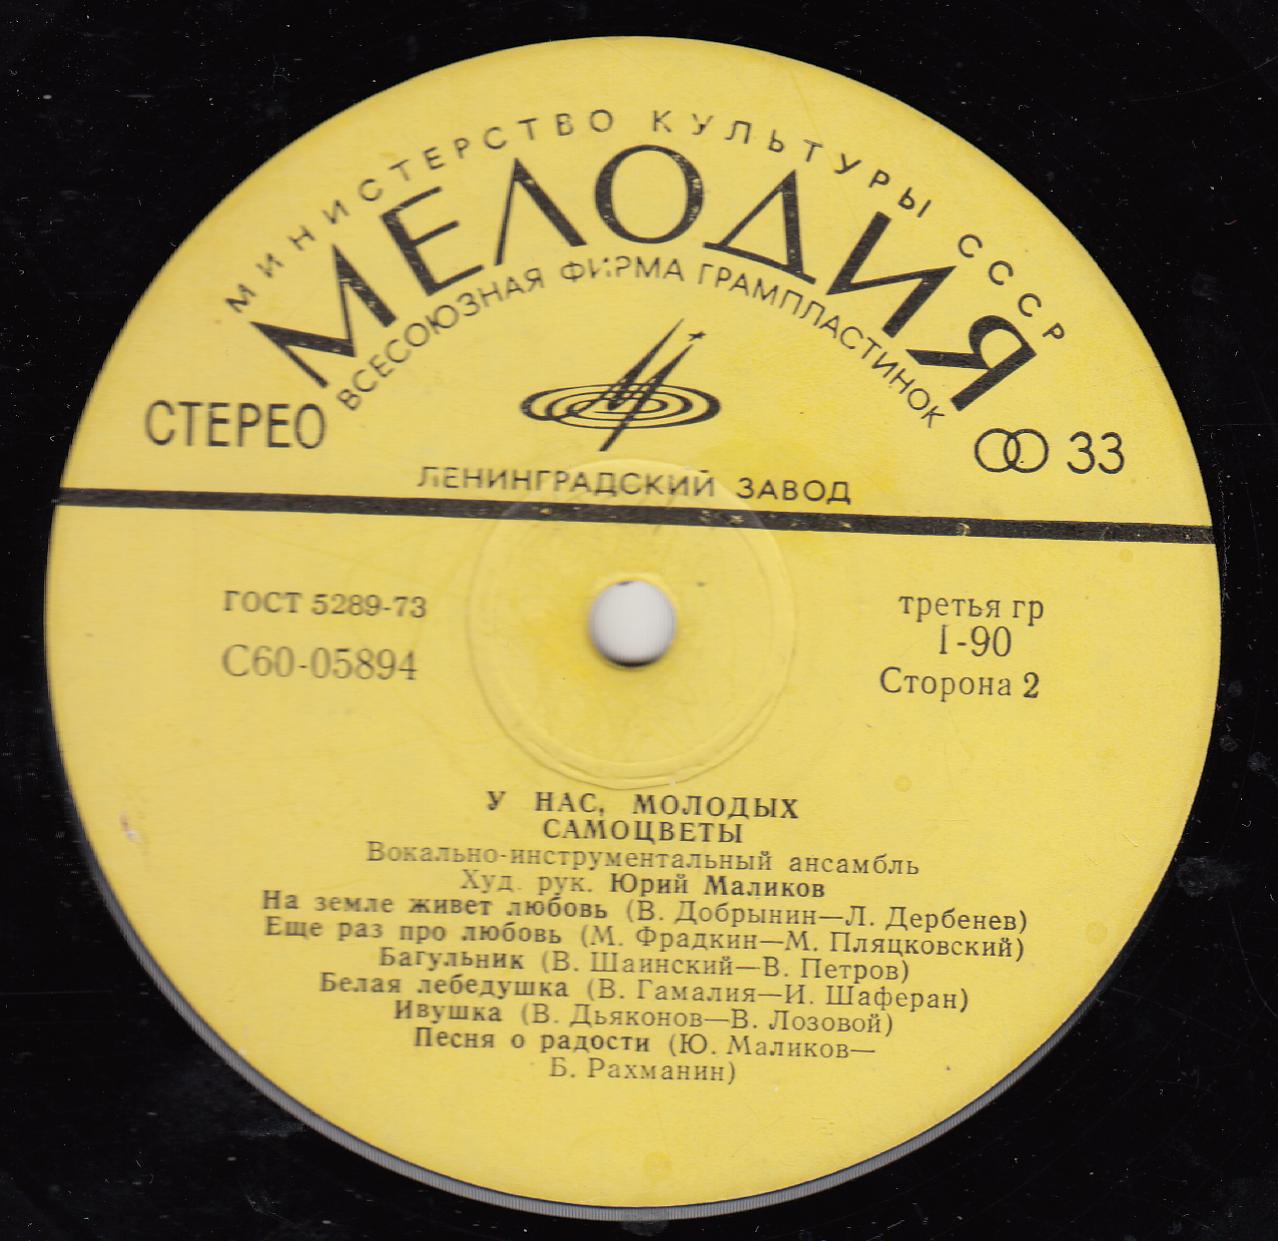 МИНИСТЕРСТВО КУЛЬТУРЫ СССР
МЕЛОДИЯ
ВСЕСОЮЗНАЯ ФИРМА ГРАМПЛАСТИНОК
СТЕРЕО
33
ЛЕНИНГРАДСКИЙ ЗАВОД
ГОСТ 5289-73
третья гр
С60-05894
1-90
Сторона 2
У НАС, МОЛОДЫХ
САМОЦВЕТЫ
Вокально-инструментальный ансамбль
Худ. рук. Юрий Маликов
На земле живет любовь (В. Добрынин—Л. Дербенев)
Еще раз про любовь (М. Фрадкин—М. Пляцковский)
Багульник (В. Шаинский—В. Петров)
Белая лебедушка (В. Гамалия—И. Шаферан)
Ивушка (В. Дьяконов—В. Лозовой)
Песня о радости (Ю. Маликов—
Б. Рахманин)